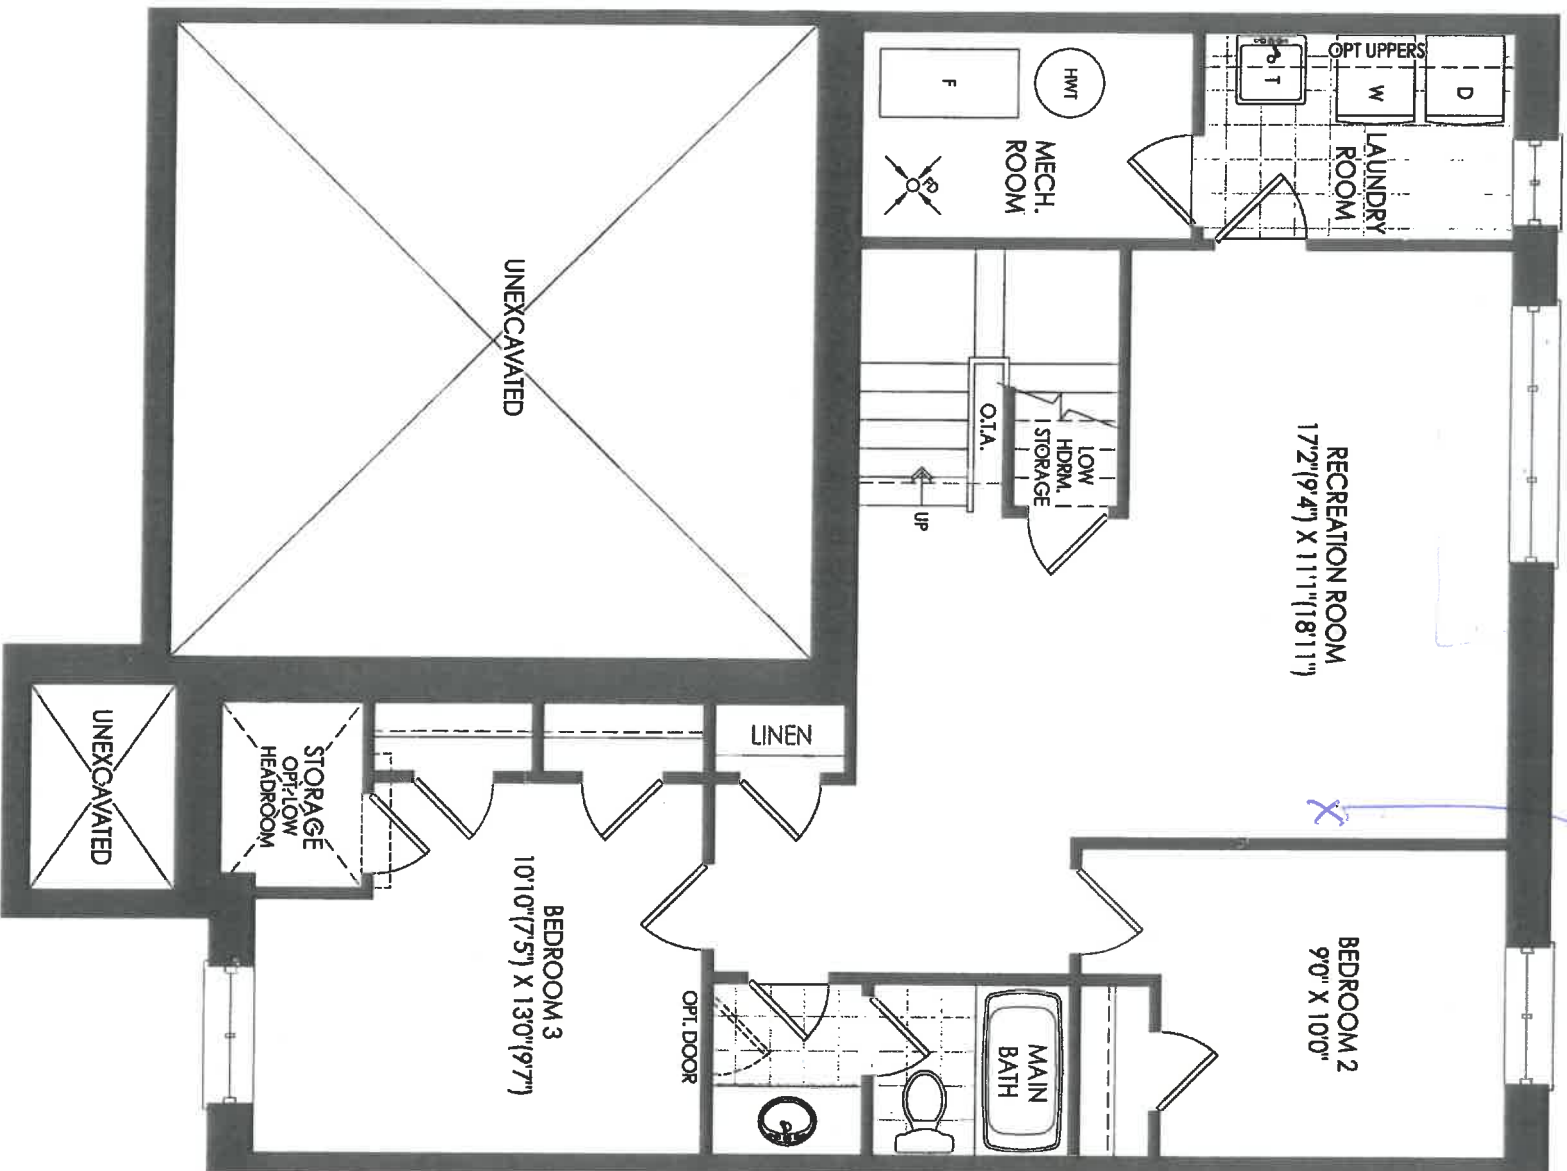 OPT UPPERS
T
W
D
LAUNDRY
ROOM
F
HWT
MECH.
ROOM
FD
UNEXCAVATED
RECREATION ROOM
17'2"(9'4") X 11'1"(18'11")
LOW
HDRM.
STORAGE
O.T.A.
UP
LINEN
UNEXCAVATED
STORAGE
OPT. LOW
HEADROOM
BEDROOM 3
10'10"(7'5") X 13'0"(9'7")
OPT. DOOR
MAIN
BATH
BEDROOM 2
9'0" X 10'0"
X